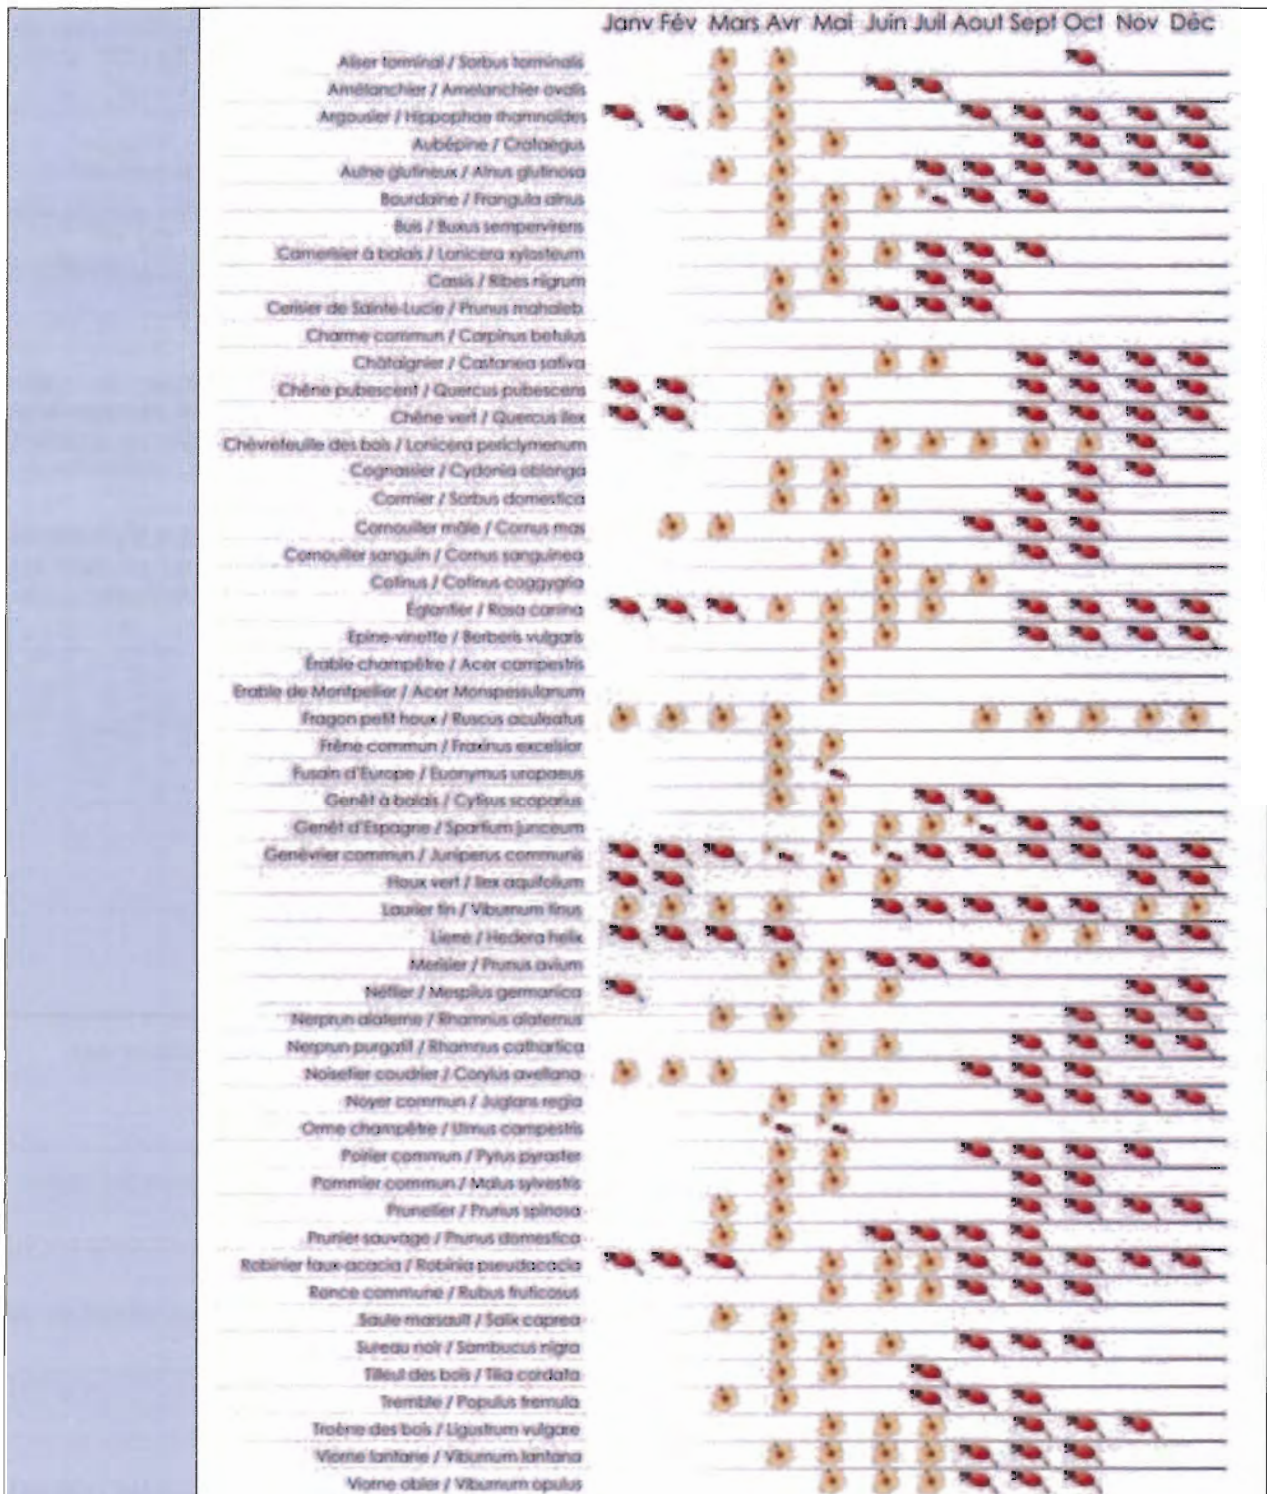 Janv Fév Mars Avr Mai Juin Juil Aout Sept Oct Nov Déc
Aliser torminal / Sorbus torminalis
Amélanchier / Amelanchier ovalis
Argousier / Hippophae rhamnoïdes
Aubépine / Crataegus
Aulne glutineux / Alnus glutinosa
Bourdaine / Frangula alnus
Buis / Buxus sempervirens
Camerisier à balais / Lonicera xylosteum
Cassis / Ribes nigrum
Cerisier de Sainte-Lucie / Prunus mahaleb
Charme commun / Carpinus betulus
Châtaignier / Castanea sativa
Chêne pubescent / Quercus pubescens
Chêne vert / Quercus ilex
Chèvrefeuille des bois / Lonicera periclymenum
Cognassier / Cydonia oblonga
Cormier / Sorbus domestica
Cornouiller mâle / Cornus mas
Cornouiller sanguin / Cornus sanguinea
Cotinus / Cotinus coggygria
Églantier / Rosa canina
Epine-vinette / Berberis vulgaris
Érable champêtre / Acer campestris
Erable de Montpellier / Acer Monspessulanum
Fragon petit houx / Ruscus aculeatus
Frêne commun / Fraxinus excelsior
Fusain d'Europe / Euonymus uropaeus
Genêt à balais / Cytisus scoparius
Genêt d'Espagne / Spartium junceum
Genévrier commun / Juniperus communis
Houx vert / Ilex aquifolium
Laurier tin / Viburnum tinus
Lierre / Hedera helix
Merisier / Prunus avium
Néflier / Mespilus germanica
Nerprun alaterne / Rhamnus alaternus
Nerprun purgatif / Rhamnus cathartica
Noisetier coudrier / Corylus avellana
Noyer commun / Juglans regia
Orme champêtre / Ulmus campestris
Poirier commun / Pyrus pyraster
Pommier commun / Malus sylvestris
Prunellier / Prunus spinosa
Prunier sauvage / Prunus domestica
Robinier faux-acacia / Robinia pseudacacia
Ronce commune / Rubus fruticosus
Saule marsault / Salix caprea
Sureau noir / Sambucus nigra
Tilleul des bois / Tilia cordata
Tremble / Populus tremula
Troène des bois / Ligustrum vulgare
Viorne lantane / Viburnum lantana
Viorne obier / Viburnum opulus